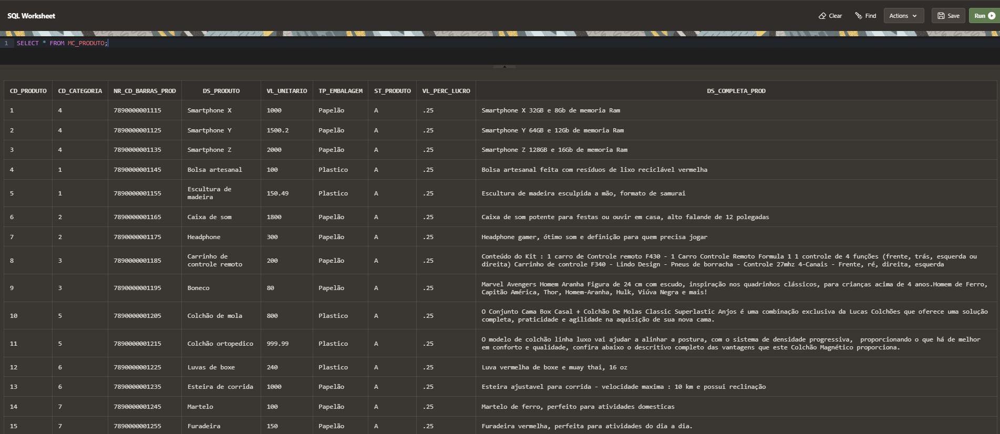 SQL Worksheet
Clear Find Actions Save Run
1 SELECT * FROM MC_PRODUTO;
CD_PRODUTO CD_CATEGORIA NR_CD_BARRAS_PROD DS_PRODUTO VL_UNITARIO TP_EMBALAGEM ST_PRODUTO VL_PERC_LUCRO DS_COMPLETA_PROD
1 4 7890000001115 Smartphone X 1000 Papelão A .25 Smartphone X 32GB e 8Gb de memoria Ram
2 4 7890000001125 Smartphone Y 1500.2 Papelão A .25 Smartphone Y 64GB e 12Gb de memoria Ram
3 4 7890000001135 Smartphone Z 2000 Papelão A .25 Smartphone Z 128GB e 16Gb de memoria Ram
4 1 7890000001145 Bolsa artesanal 100 Plastico A .25 Bolsa artesanal feita com resíduos de lixo reciclável vermelha
5 1 7890000001155 Escultura de
madeira 150.49 Plastico A .25 Escultura de madeira esculpida a mão, formato de samurai
6 2 7890000001165 Caixa de som 1800 Papelão A .25 Caixa de som potente para festas ou ouvir em casa, alto falande de 12 polegadas
7 2 7890000001175 Headphone 300 Papelão A .25 Headphone gamer, ótimo som e definição para quem precisa jogar
8 3 7890000001185 Carrinho de
controle remoto 200 Papelão A .25 Conteúdo do Kit : 1 carro de Controle remoto F430 - 1 Carro Controle Remoto Formula 1 1 controle de 4 funções (frente, trás, esquerda ou
direita) Carrinho de controle F340 - Lindo Design - Pneus de borracha - Controle 27mhz 4-Canais - Frente, ré, direita, esquerda
9 3 7890000001195 Boneco 80 Papelão A .25 Marvel Avengers Homem Aranha Figura de 24 cm com escudo, inspiração nos quadrinhos clássicos, para crianças acima de 4 anos.Homem de Ferro,
Capitão América, Thor, Homem-Aranha, Hulk, Viúva Negra e mais!
10 5 7890000001205 Colchão de mola 800 Plastico A .25 O Conjunto Cama Box Casal + Colchão De Molas Classic Superlastic Anjos é uma combinação exclusiva da Lucas Colchões que oferece uma solução
completa, praticidade e agilidade na aquisição de sua nova cama.
11 5 7890000001215 Colchão ortopedico 999.99 Plastico A .25 O modelo de colchão linha luxo vai ajudar a alinhar a postura, com o sistema de densidade progressiva,  proporcionando o que há de melhor
em conforto e qualidade, confira abaixo o descritivo completo das vantagens que este Colchão Magnético proporciona.
12 6 7890000001225 Luvas de boxe 240 Plastico A .25 Luva vermelha de boxe e muay thai, 16 oz
13 6 7890000001235 Esteira de corrida 1000 Papelão A .25 Esteira ajustavel para corrida - velocidade maxima : 10 km e possui reclinação
14 7 7890000001245 Martelo 100 Papelão A .25 Martelo de ferro, perfeito para atividades domesticas
15 7 7890000001255 Furadeira 150 Papelão A .25 Furadeira vermelha, perfeita para atividades do dia a dia.